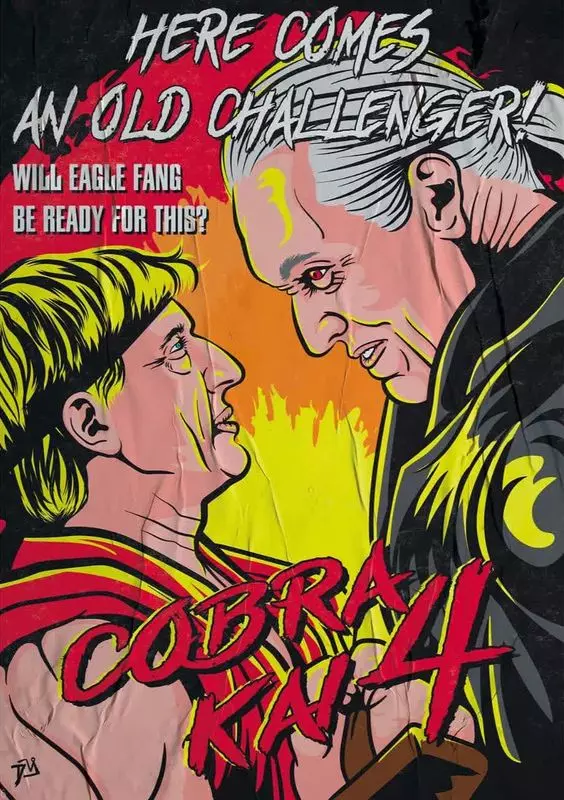 HERE COMES
AN OLD CHALLENGER!
WILL EAGLE FANG
BE READY FOR THIS?
COBRA
KAI 4